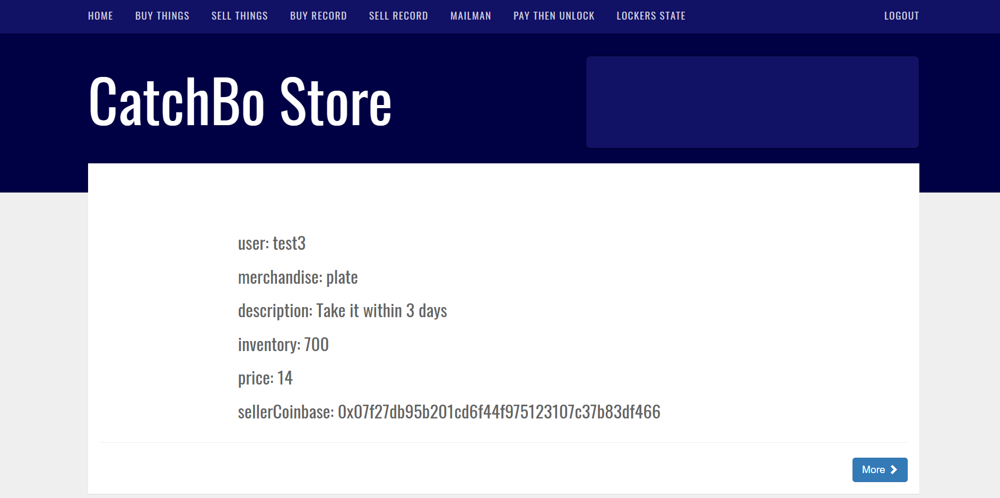 HOME BUY THINGS SELL THINGS BUY RECORD SELL RECORD MAILMAN PAY THEN UNLOCK LOCKERS STATE LOGOUT
CatchBo Store
user: test3
merchandise: plate
description: Take it within 3 days
inventory: 700
price: 14
sellerCoinbase: 0x07f27db95b201cd6f44f975123107c37b83df466
More